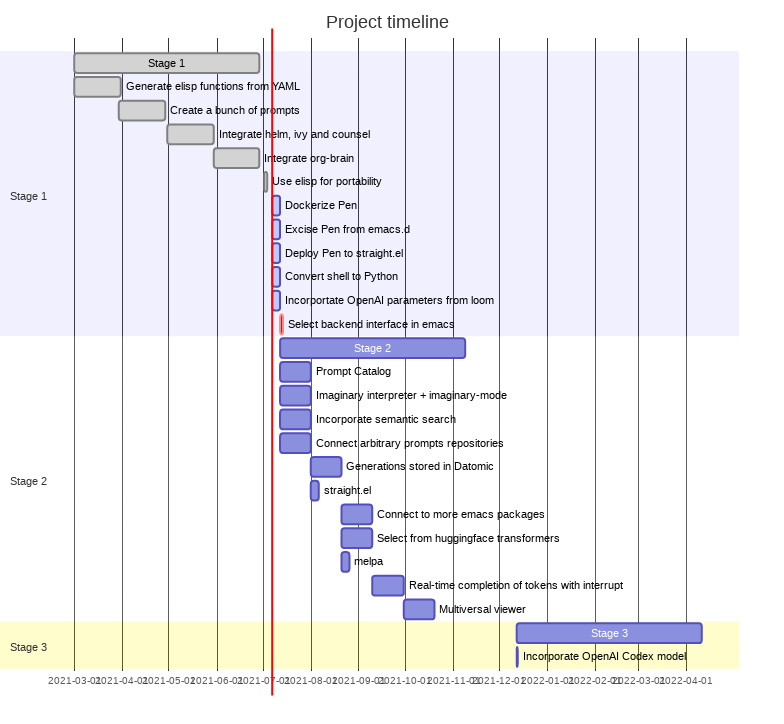 Project timeline
Stage 1
Generate elisp functions from YAML
Create a bunch of prompts
Integrate helm, ivy and counsel
Integrate org-brain
Use elisp for portability
Stage 1
Dockerize Pen
Excise Pen from emacs.d
Deploy Pen to straight.el
Convert shell to Python
Incorportate OpenAI parameters from loom
Select backend interface in emacs
Stage 2
Prompt Catalog
Imaginary interpreter + imaginary-mode
Incorporate semantic search
Connect arbitrary prompts repositories
Generations stored in Datomic
Stage 2
straight.el
Connect to more emacs packages
Select from huggingface transformers
melpa
Real-time completion of tokens with interrupt
Multiversal viewer
Stage 3
Stage 3
Incorporate OpenAI Codex model
2021-03-01
2021-04-01
2021-05-01
2021-06-01
2021-07-01
2021-08-01
2021-09-01
2021-10-01
2021-11-01
2021-12-01
2022-01-01
2022-02-01
2022-03-01
2022-04-01